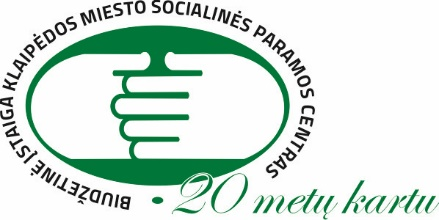 BIUDŽETINĖ ĮSTAIGA KLAIPĖDOS MIESTO SOCIALINĖS PARAMOS CENTRAS
• 20 metų kartu